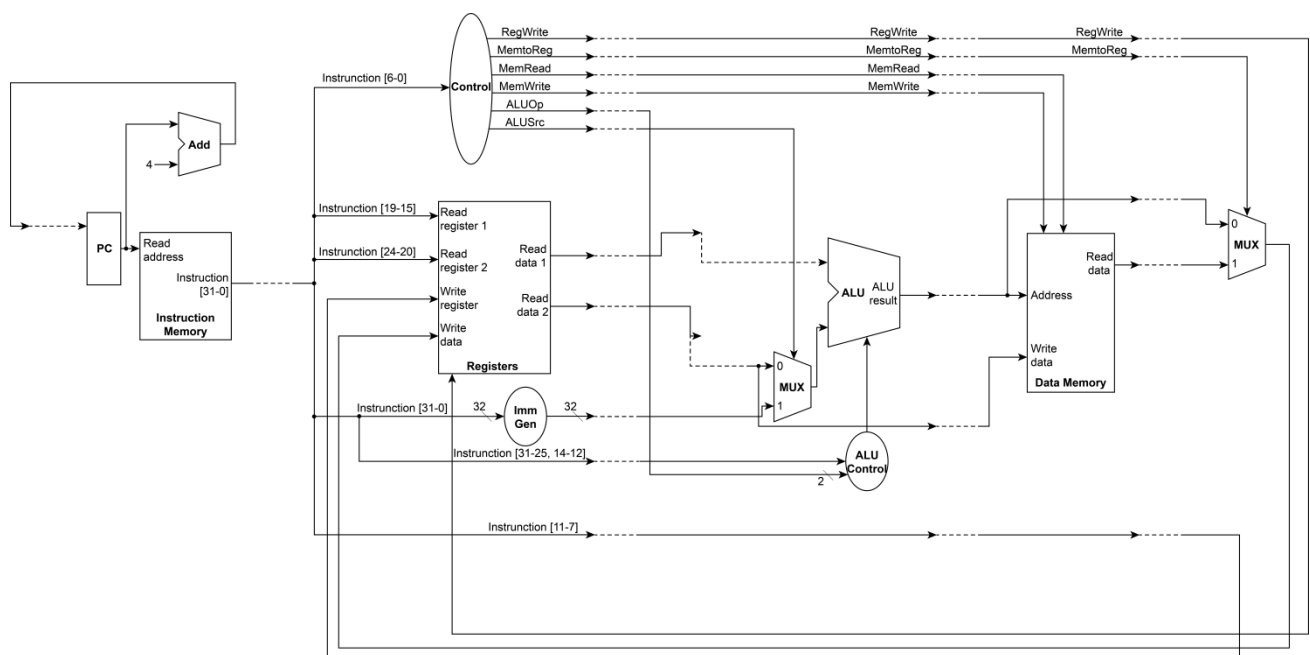 RegWrite RegWrite RegWrite
MemtoReg MemtoReg MemtoReg
Instrunction [6-0] Control MemRead MemRead
MemWrite MemWrite
ALUOp
ALUSrc
Add
4
Instrunction [19-15]
Read
register 1
PC
Read
address
Instrunction [24-20]
Read
register 2
Read
data 1
Instruction
[31-0]
Write
register
Read
data 2
Instruction
Memory
Write
data
Registers
ALU
ALU
result
Read
data
Address
Write
data
Data Memory
0
MUX
1
0
MUX
1
Instrunction [31-0]
32
Imm
Gen
32
Instrunction [31-25, 14-12]
ALU
Control
2
Instrunction [11-7]